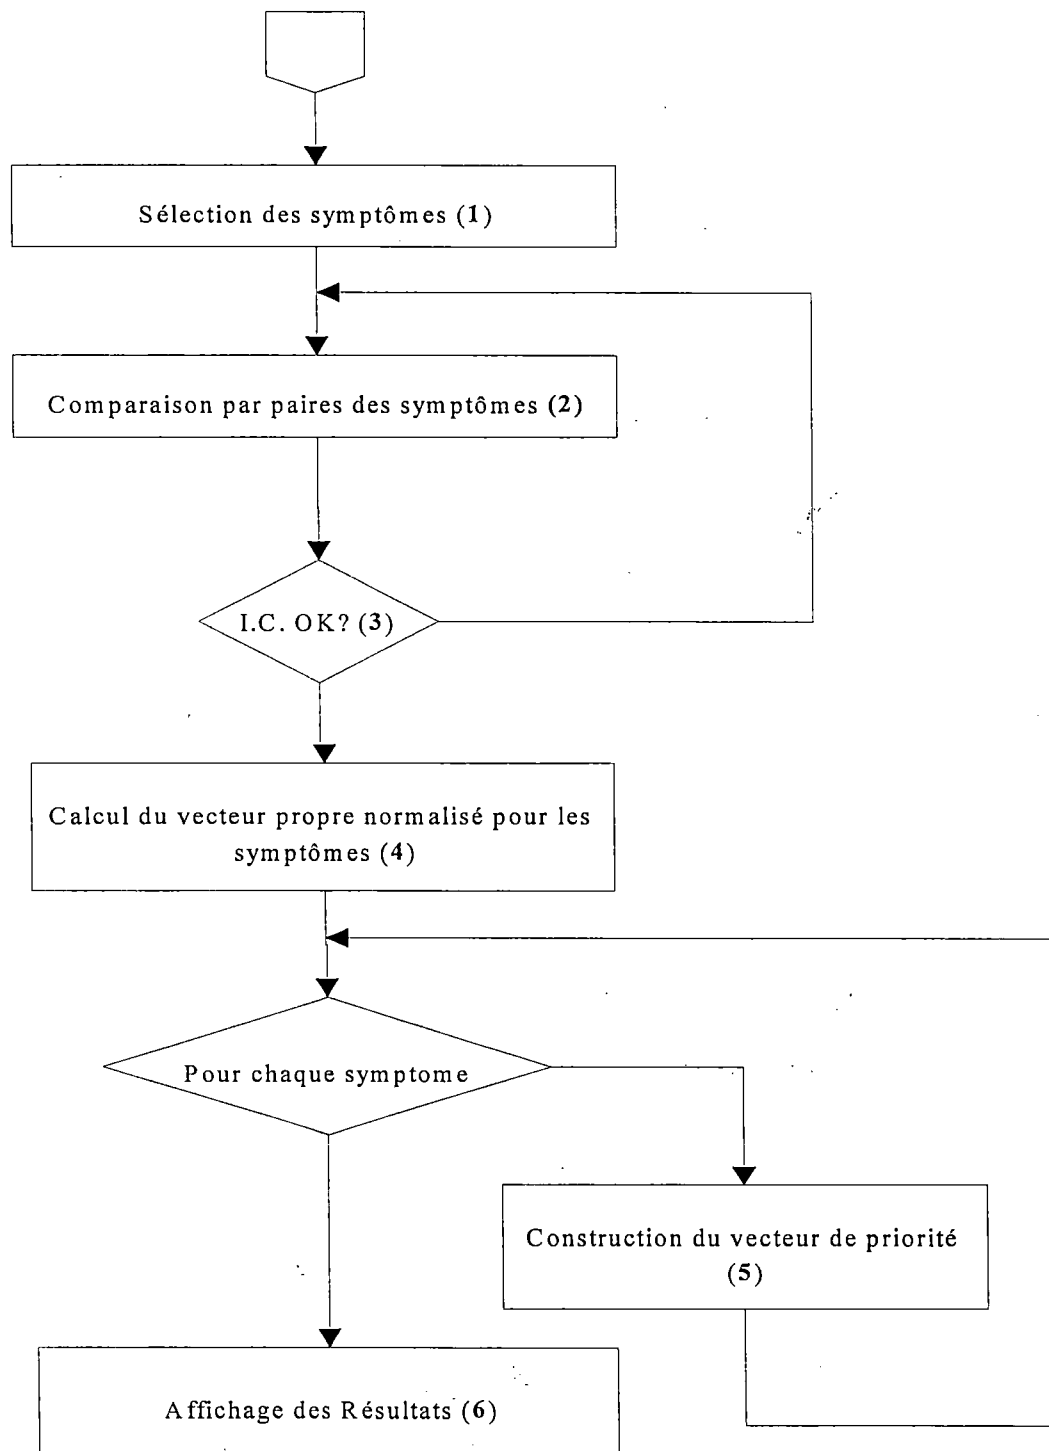 Sélection des symptômes (1)
Comparaison par paires des symptômes (2)
I.C. OK? (3)
Calcul du vecteur propre normalisé pour les
symptômes (4)
Pour chaque symptome
Construction du vecteur de priorité
(5)
Affichage des Résultats (6)